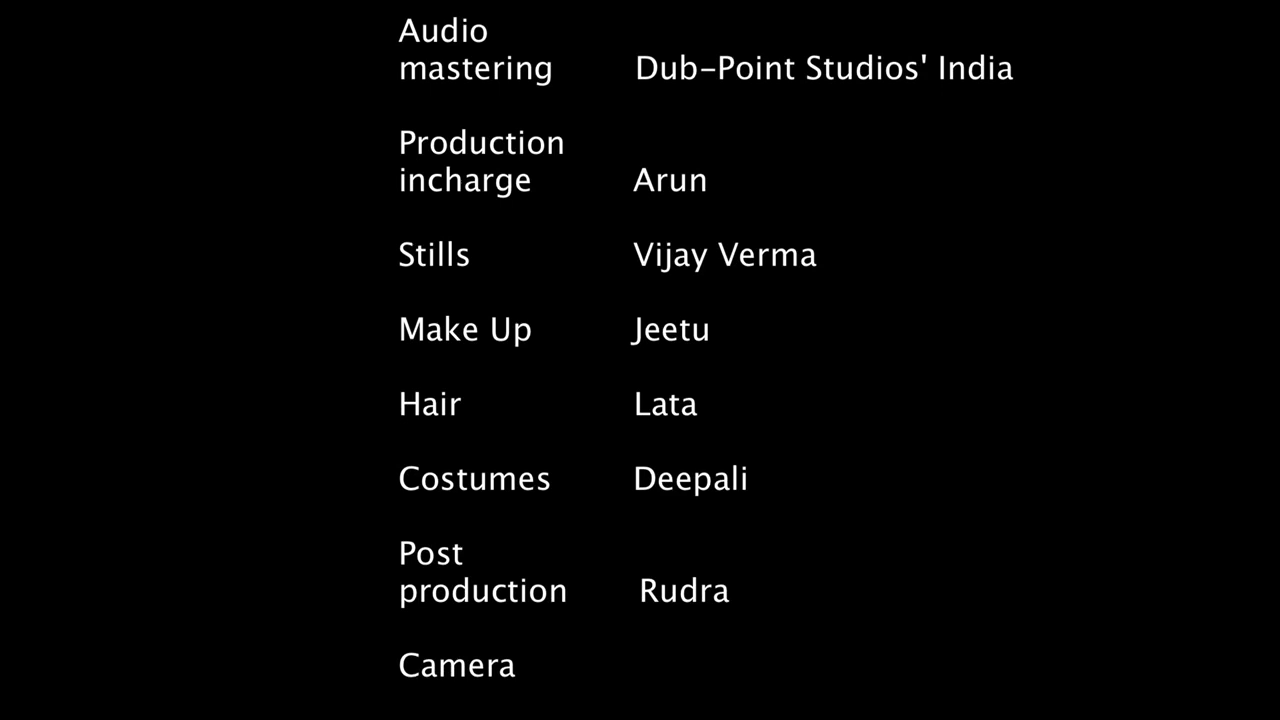 Audio
mastering Dub-Point Studios' India
Production
incharge Arun
Stills Vijay Verma
Make Up Jeetu
Hair Lata
Costumes Deepali
Post
production Rudra
Camera